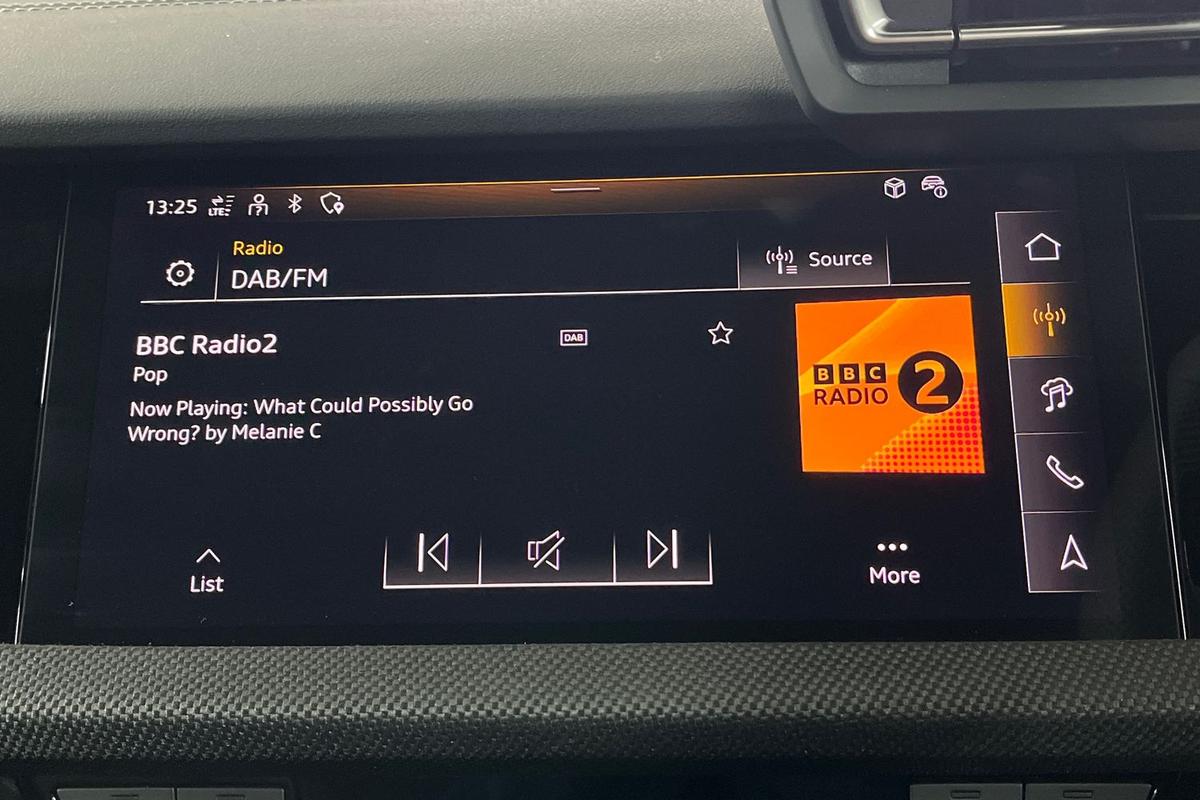 13:25 LTE
Radio
DAB/FM
Source
BBC Radio2
DAB
Pop
Now Playing: What Could Possibly Go
Wrong? by Melanie C
BBC
RADIO 2
List
More